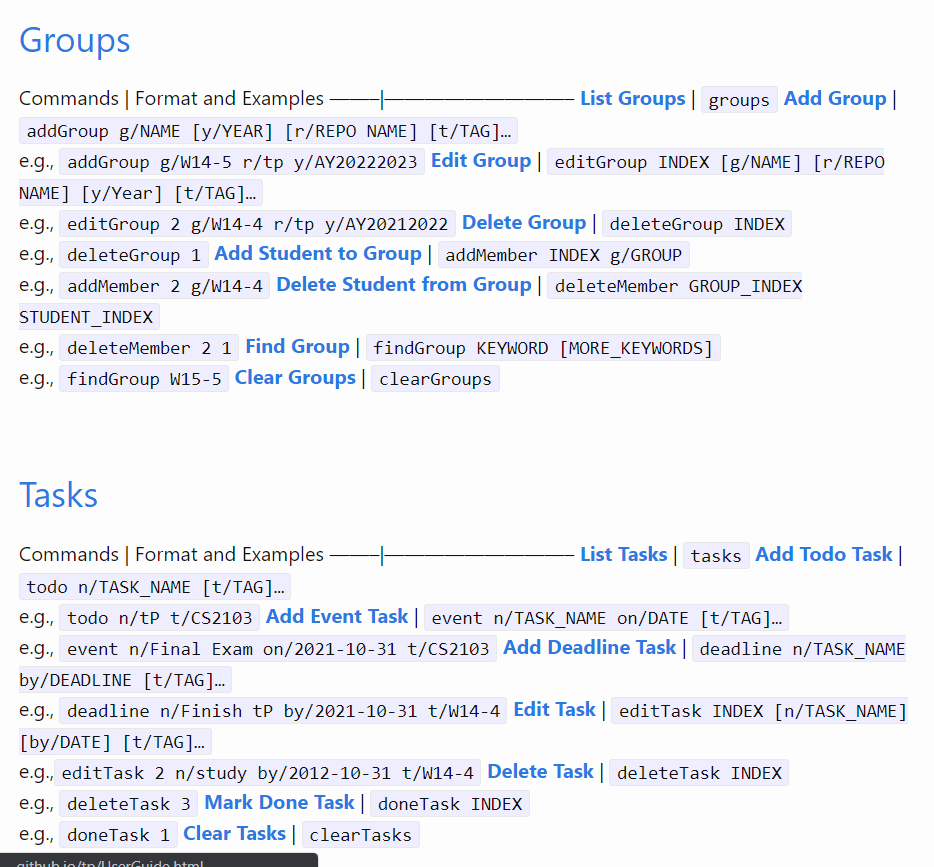 Groups
Commands | Format and Examples ——–|—————————— List Groups | groups Add Group |
addGroup g/NAME [y/YEAR] [r/REPO NAME] [t/TAG]…
e.g., addGroup g/W14-5 r/tp y/AY20222023 Edit Group | editGroup INDEX [g/NAME] [r/REPO
NAME] [y/Year] [t/TAG]…
e.g., editGroup 2 g/W14-4 r/tp y/AY20212022 Delete Group | deleteGroup INDEX
e.g., deleteGroup 1 Add Student to Group | addMember INDEX g/GROUP
e.g., addMember 2 g/W14-4 Delete Student from Group | deleteMember GROUP_INDEX
STUDENT_INDEX
e.g., deleteMember 2 1 Find Group | findGroup KEYWORD [MORE_KEYWORDS]
e.g., findGroup W15-5 Clear Groups | clearGroups
Tasks
Commands | Format and Examples ——–|—————————— List Tasks | tasks Add Todo Task |
todo n/TASK_NAME [t/TAG]…
e.g., todo n/tP t/CS2103 Add Event Task | event n/TASK_NAME on/DATE [t/TAG]…
e.g., event n/Final Exam on/2021-10-31 t/CS2103 Add Deadline Task | deadline n/TASK_NAME
by/DEADLINE [t/TAG]…
e.g., deadline n/Finish tP by/2021-10-31 t/W14-4 Edit Task | editTask INDEX [n/TASK_NAME]
[by/DATE] [t/TAG]…
e.g., editTask 2 n/study by/2012-10-31 t/W14-4 Delete Task | deleteTask INDEX
e.g., deleteTask 3 Mark Done Task | doneTask INDEX
e.g., doneTask 1 Clear Tasks | clearTasks
github.io/tp/UserGuide.html